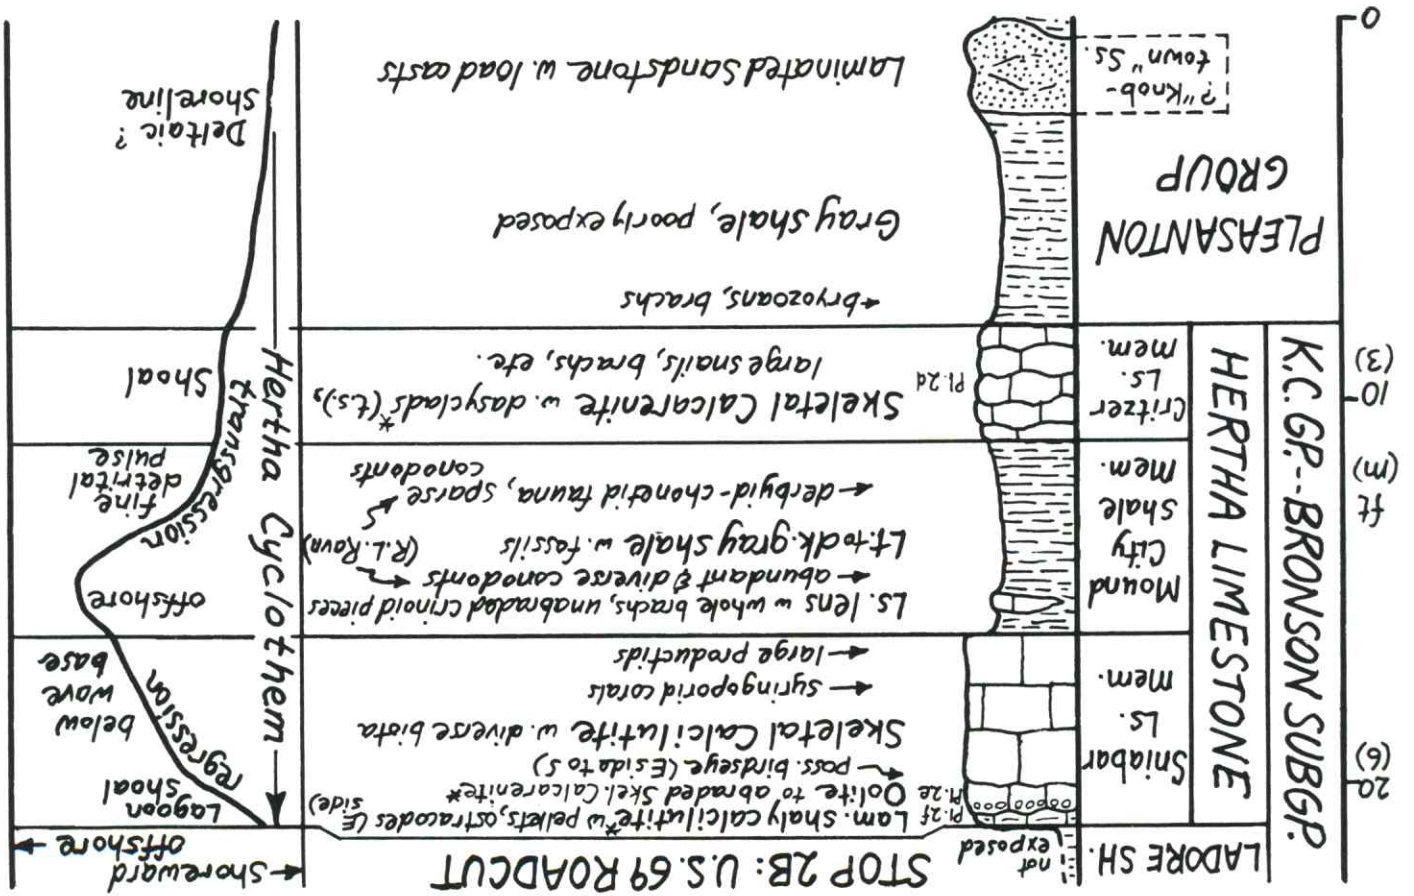 STOP 2B: U.S. 69 ROADCUT
←Shoreward
offshore→
LADORE SH.
not
exposed
K.C. GP.--BRONSON SUBGP.
HERTHA LIMESTONE
Sniabar
Ls.
mem.
Mound
City
Shale
mem.
Critzer
Ls.
mem.
PLEASANTON
GROUP
?"Knob-
town" Ss.
20
(6)
ft
(m)
10
(3)
0
Pl. 2f
Lam. shaly calcilutite* w pellets, ostracodes (E side)
Pl. 2e
Oolite to abraded Skel. Calcarenite*
poss. birdseye (E side to S)
Skeletal Calcilutite w. diverse biota
←syringoporid corals
←large productids
Ls. lens w whole brachs, unabraded crinoid pieces
←abundant & diverse conodonts
(R.L. Ravn)
Lt. to dk. gray shale w. fossils
←derbyid-chonetid fauna, sparse
conodonts
Pl. 2d
Skeletal Calcarenite w. dasyclads* (t.s.),
large snails, brachs, etc.
←bryozoans, brachs
Gray shale, poorly exposed
Laminated Sandstone w. load casts
Hertha Cyclothem
regression
transgression
Lagoon
shoal
below
wave
base
offshore
fine
detrital
pulse
Shoal
Deltaic ?
Shoreline